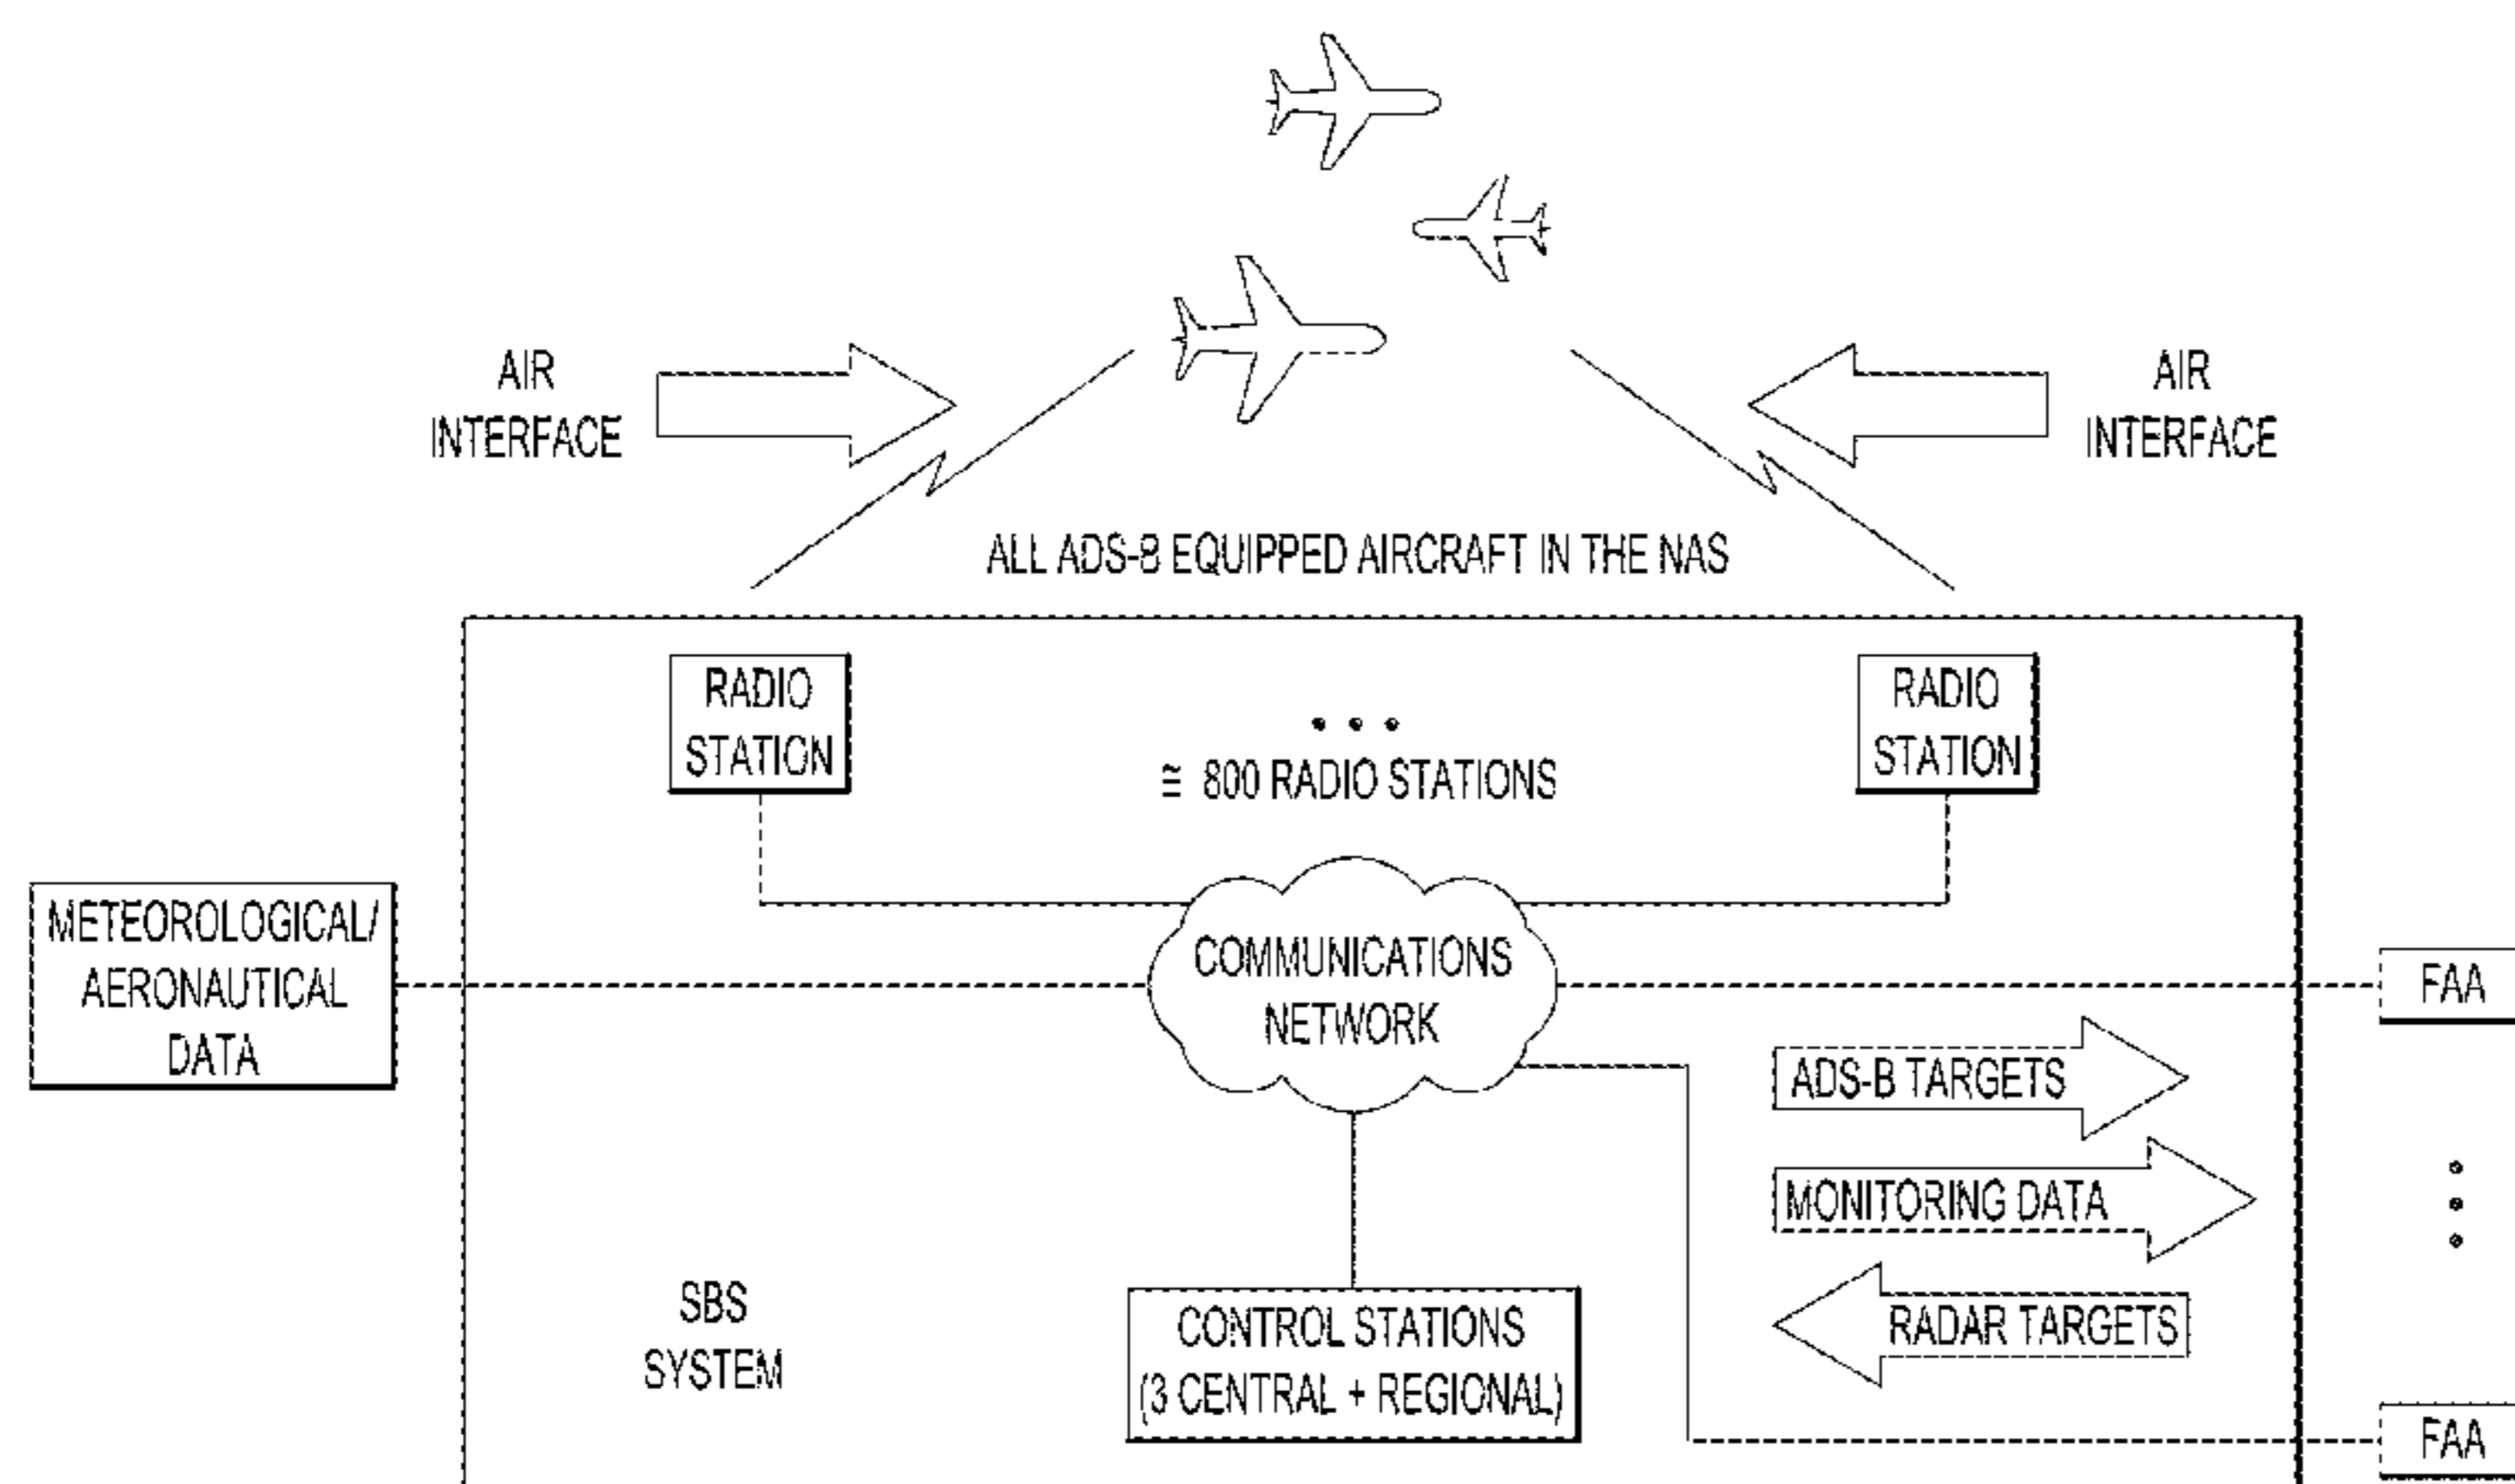 AIR
INTERFACE
AIR
INTERFACE
ALL ADS-8 EQUIPPED AIRCRAFT IN THE NAS
RADIO
STATION
≅ 800 RADIO STATIONS
RADIO
STATION
METEOROLOGICAL/
AERONAUTICAL
DATA
COMMUNICATIONS
NETWORK
FAA
ADS-B TARGETS
MONITORING DATA
RADAR TARGETS
SBS
SYSTEM
CONTROL STATIONS
(3 CENTRAL + REGIONAL)
FAA